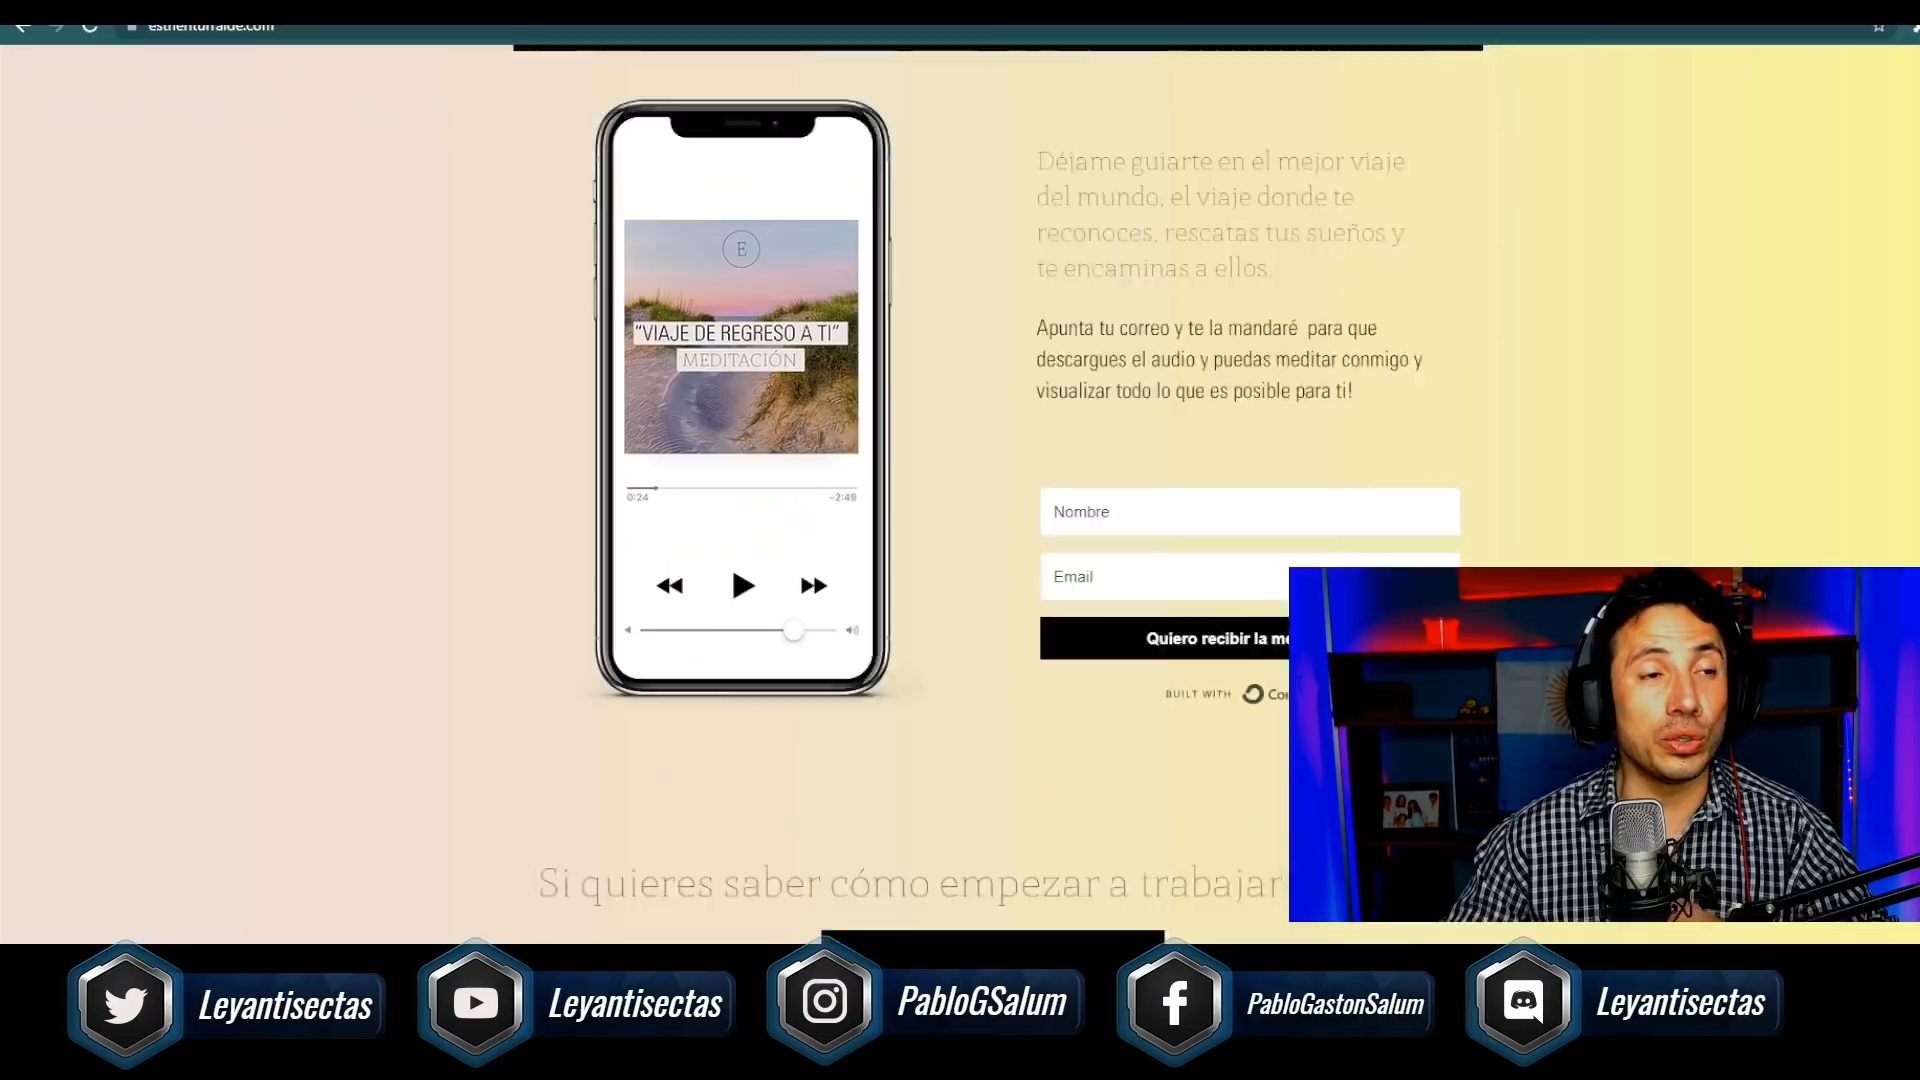 Déjame guiarte en el mejor viaje
del mundo, el viaje donde te
reconoces, rescatas tus sueños y
te encaminas a ellos.
Apunta tu correo y te la mandaré para que
descargues el audio y puedas meditar conmigo y
visualizar todo lo que es posible para ti!
E
"VIAJE DE REGRESO A TI"
MEDITACIÓN
0:24
-2:49
Nombre
Email
Quiero recibir la
BUILT WITH
Si quieres saber cómo empezar a trabajar
Leyantisectas
Leyantisectas
PabloGSalum
PabloGastonSalum
Leyantisectas